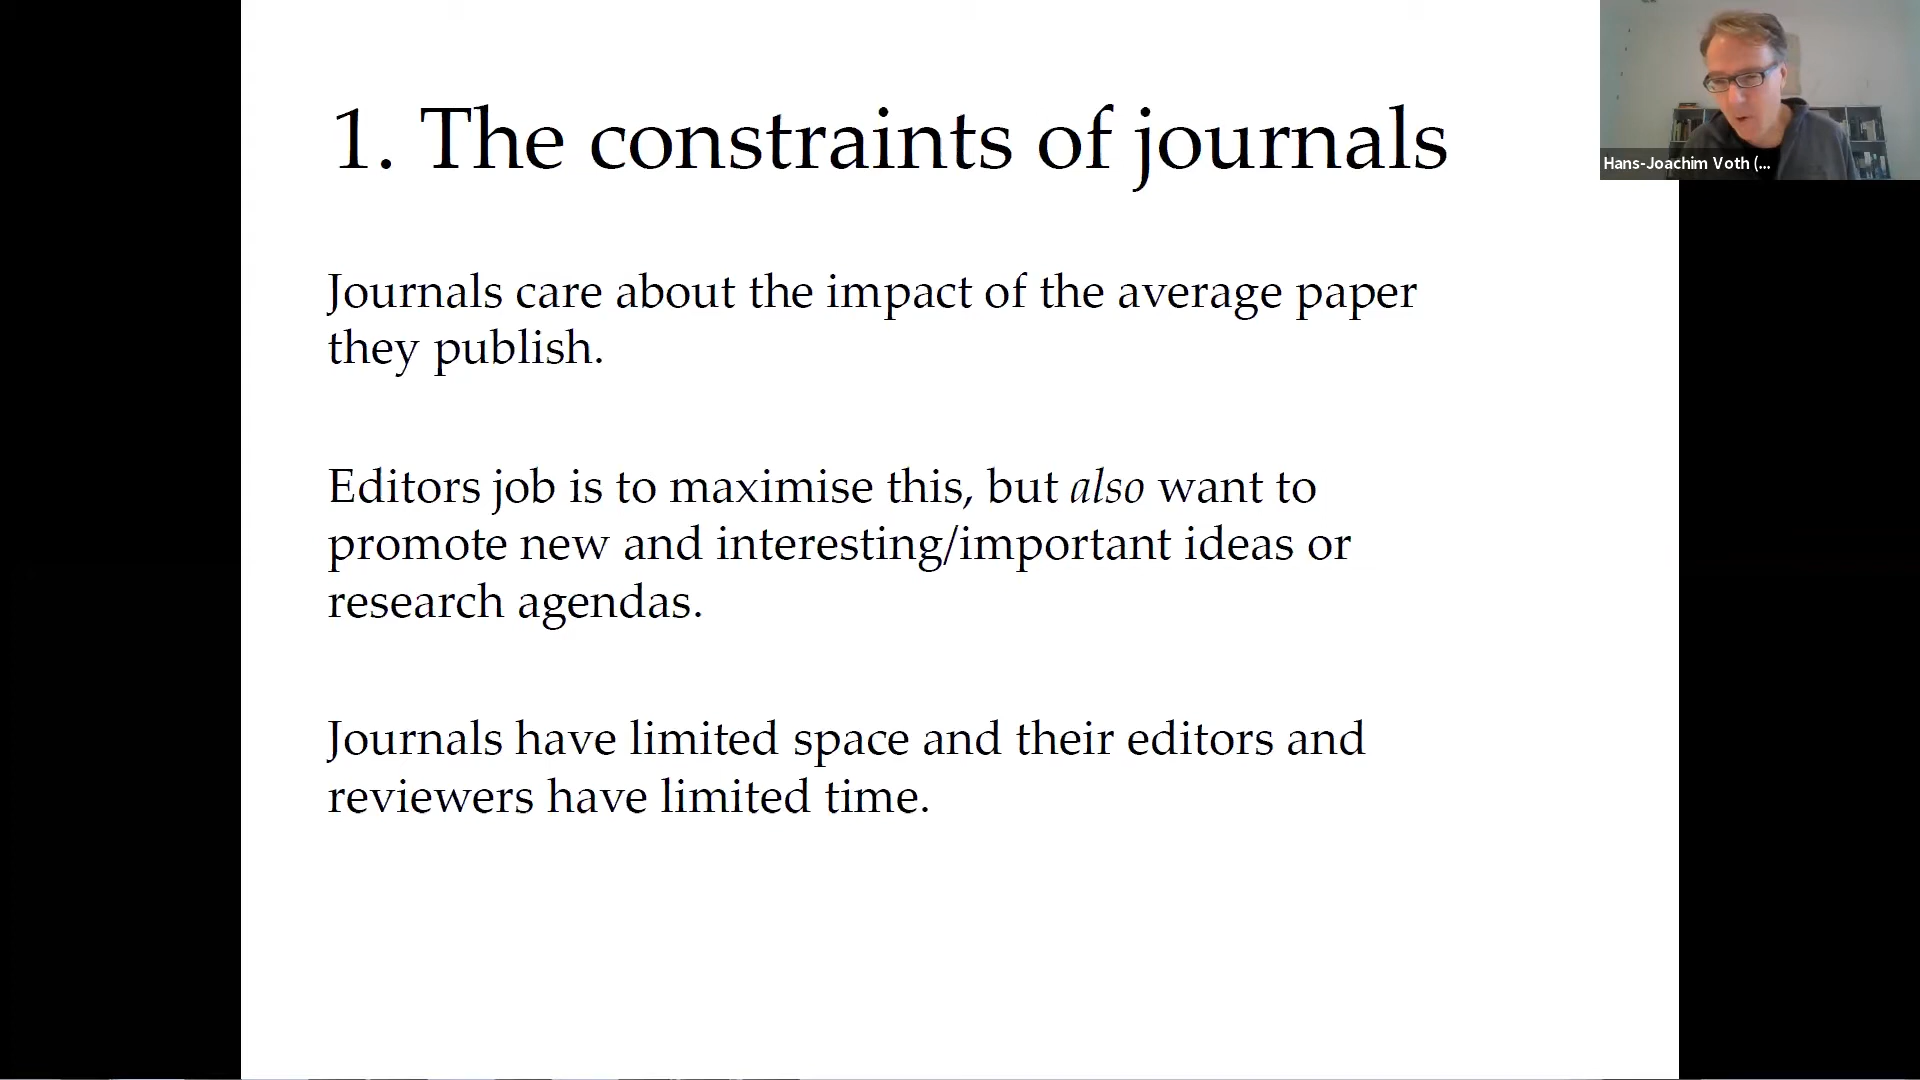 1. The constraints of journals
Hans-Joachim Voth (...
Journals care about the impact of the average paper
they publish.
Editors job is to maximise this, but also want to
promote new and interesting/important ideas or
research agendas.
Journals have limited space and their editors and
reviewers have limited time.